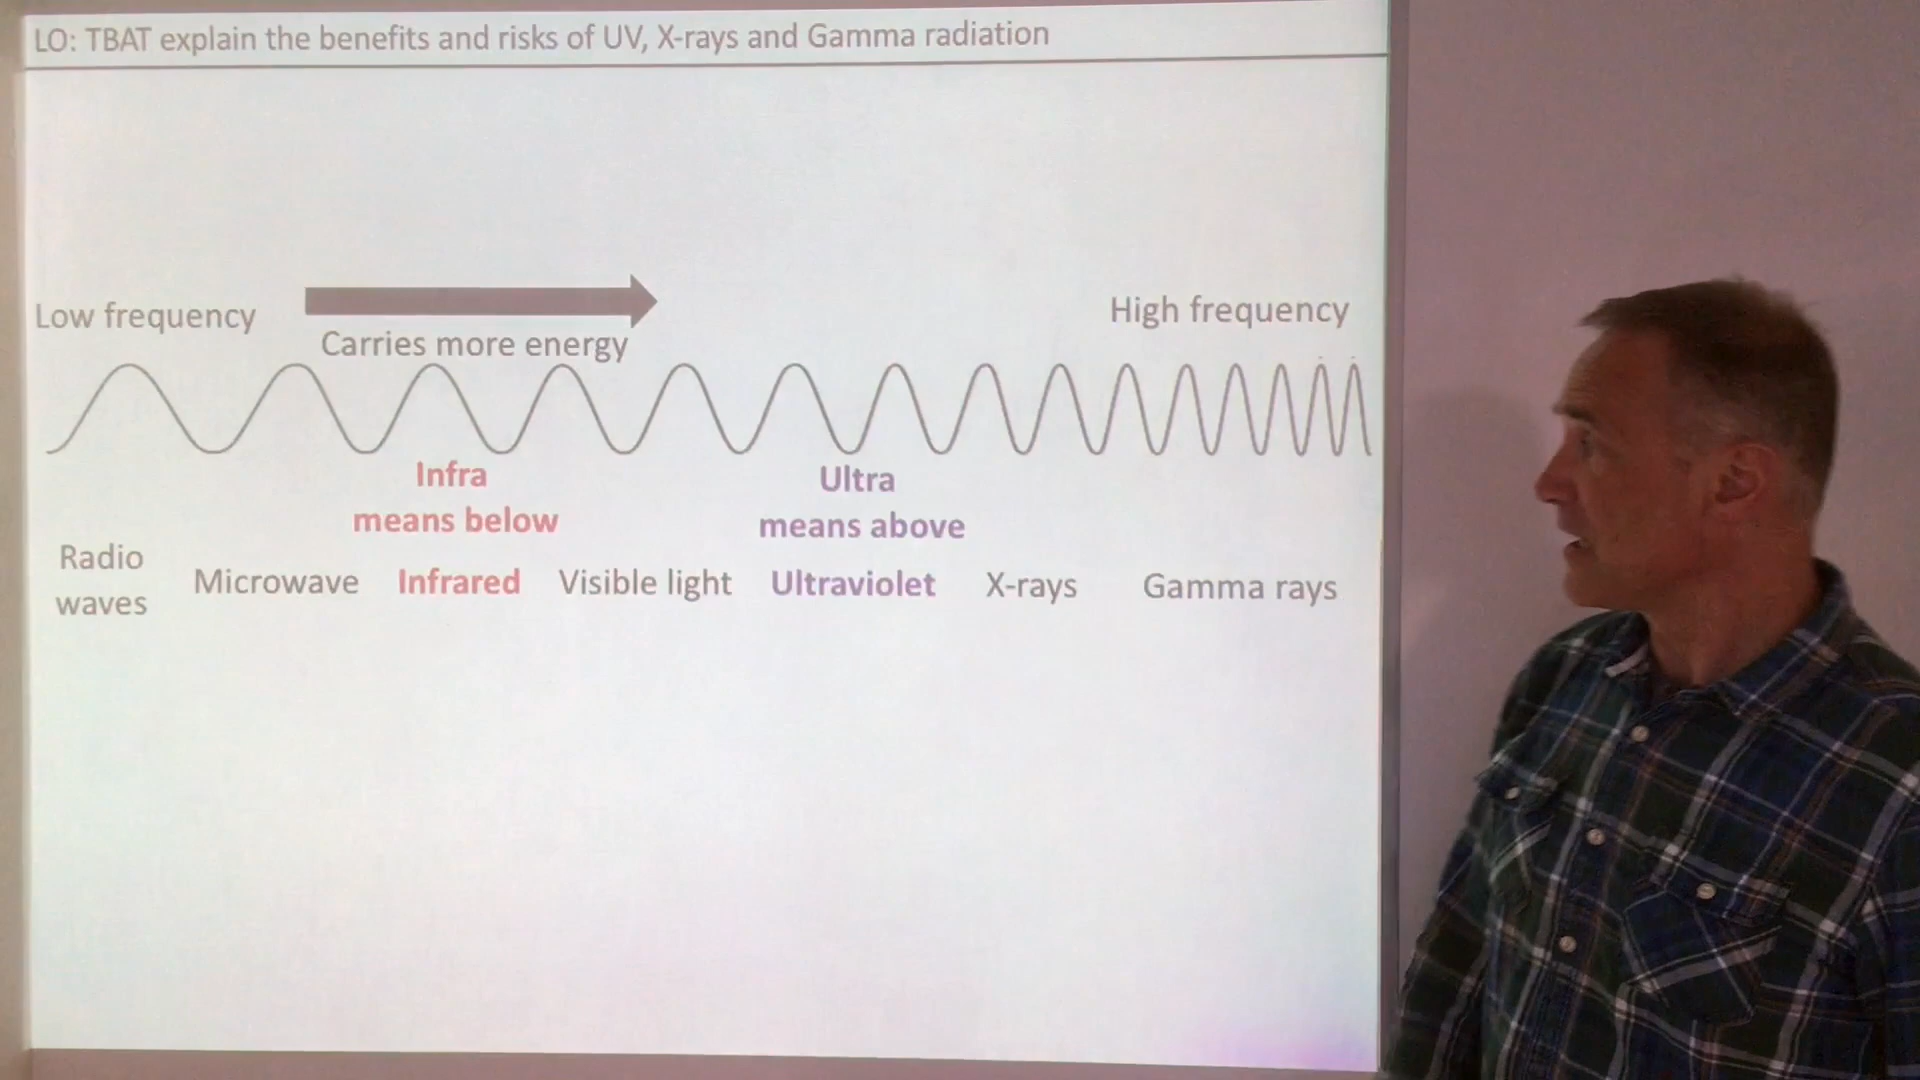 LO: TBAT explain the benefits and risks of UV, X-rays and Gamma radiation
Low frequency
Carries more energy
High frequency
Infra
means below
Ultra
means above
Radio
waves
Microwave
Infrared
Visible light
Ultraviolet
X-rays
Gamma rays